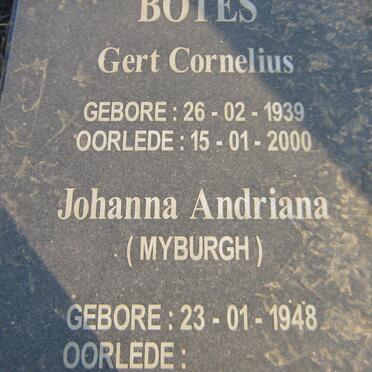 BOTES
Gert Cornelius
GEBORE : 26 - 02 - 1939
OORLEDE : 15 - 01 - 2000
Johanna Andriana
( MYBURGH )
GEBORE : 23 - 01 - 1948
OORLEDE :